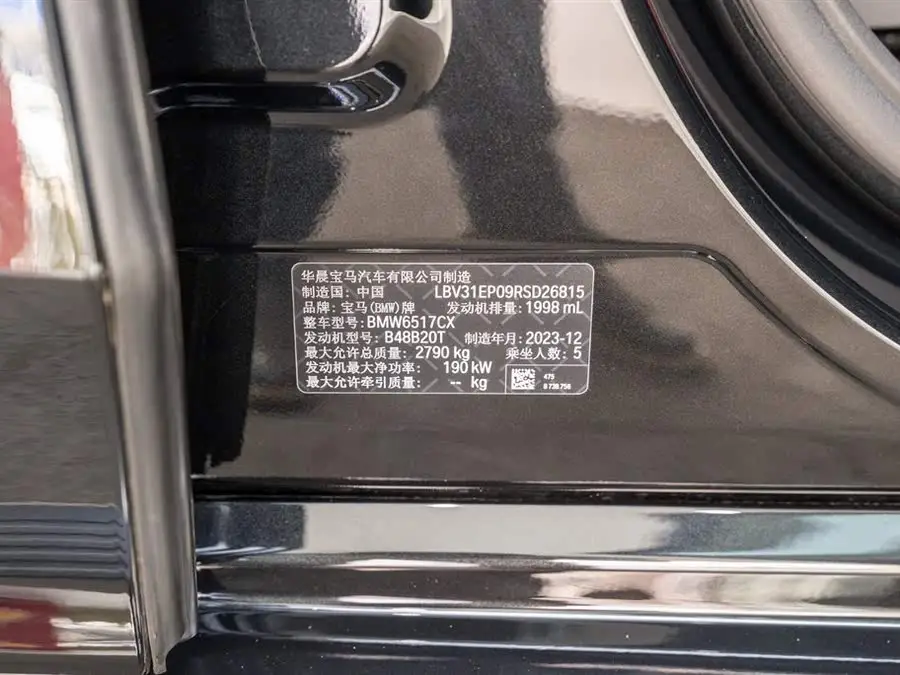 华晨宝马汽车有限公司制造
制造国: 中国 LBV31EP09RSD26815
品牌: 宝马(BMW)牌 发动机排量: 1998 mL
整车型号: BMW6517CX
发动机型号: B48B20T 制造年月: 2023-12
最大允许总质量: 2790 kg 乘坐人数: 5
发动机最大净功率: 190 kW
最大允许牵引质量: -- kg
475
8 738 758